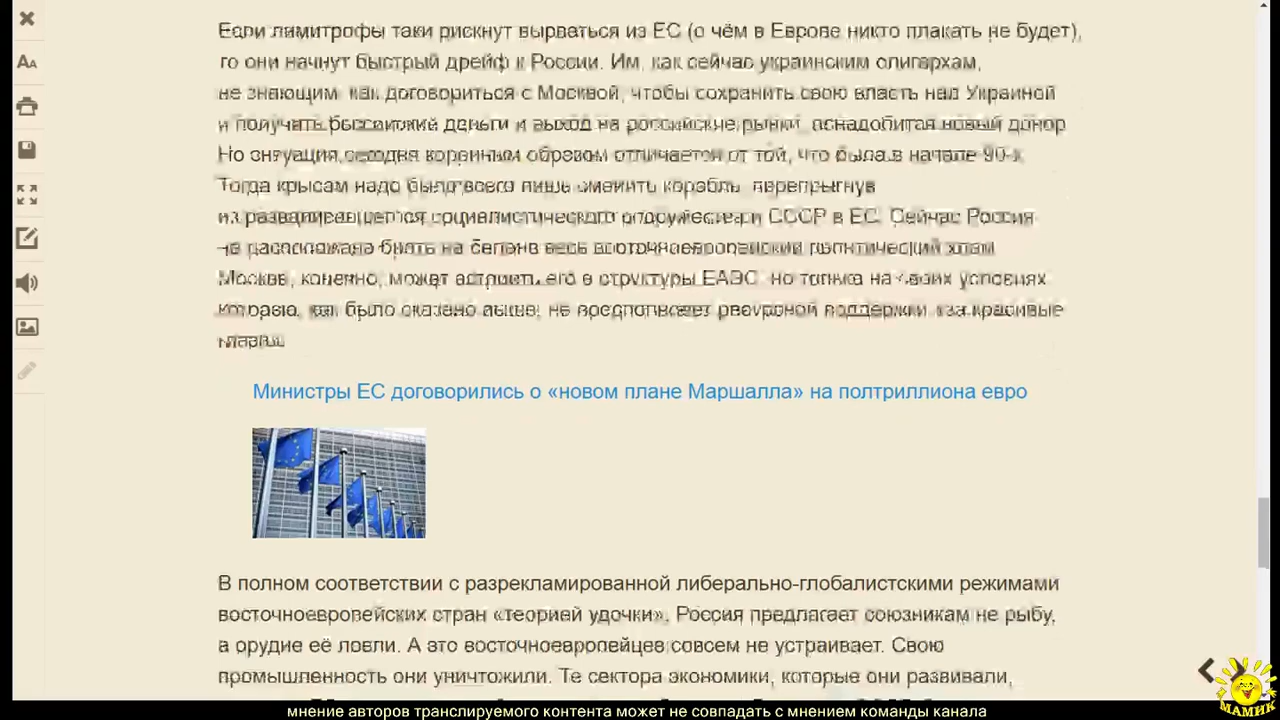 Если лимитрофы таки рискнут вырваться из ЕС (о чём в Европе никто плакать не будет),
то они начнут быстрый дрейф к России. Им, как сейчас украинским олигархам,
не знающим, как договориться с Москвой, чтобы сохранить свою власть над Украиной
и получить российские деньги и выход на российские рынки, понадобится новый донор
Но ситуация сегодня коренным образом отличается от той, что была в начале 90-х
Тогда крысам надо было всего лишь сменить корабль, перепрыгнув
из разваливающегося социалистического содружества и СССР в ЕС. Сейчас Россия
не расположена брать на баланс весь восточноевропейский политический хлам
Москва, конечно, может встроить его в структуры ЕАЭС, но только на своих условиях
которые, как было сказано выше, не предполагает ресурсной поддержки «за красивые
глаза»
Министры ЕС договорились о «новом плане Маршалла» на полтриллиона евро
В полном соответствии с разрекламированной либерально-глобалистскими режимами
восточноевропейских стран «теорией удочки», Россия предлагает союзникам не рыбу,
а орудие её ловли. А это восточноевропейцев совсем не устраивает. Свою
промышленность они уничтожили. Те сектора экономики, которые они развивали,
МАМИК
мнение авторов транслируемого контента может не совпадать с мнением команды канала